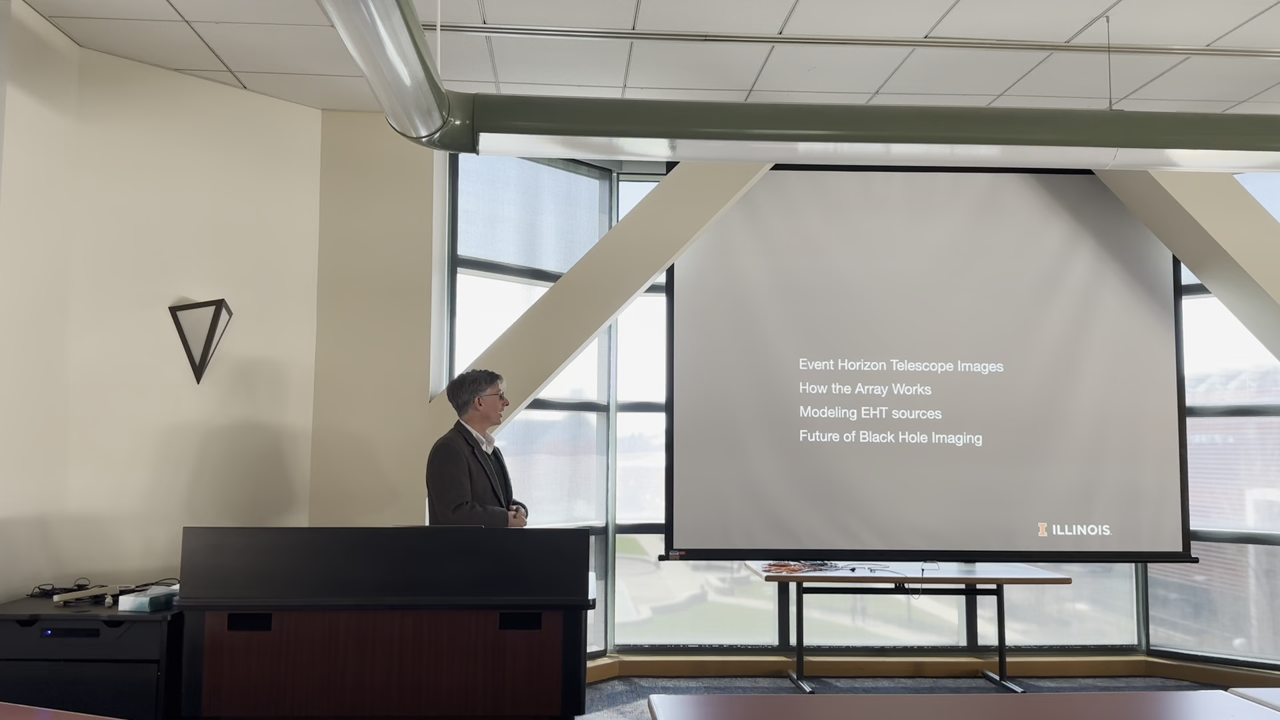 Event Horizon Telescope Images
How the Array Works
Modeling EHT sources
Future of Black Hole Imaging
I ILLINOIS